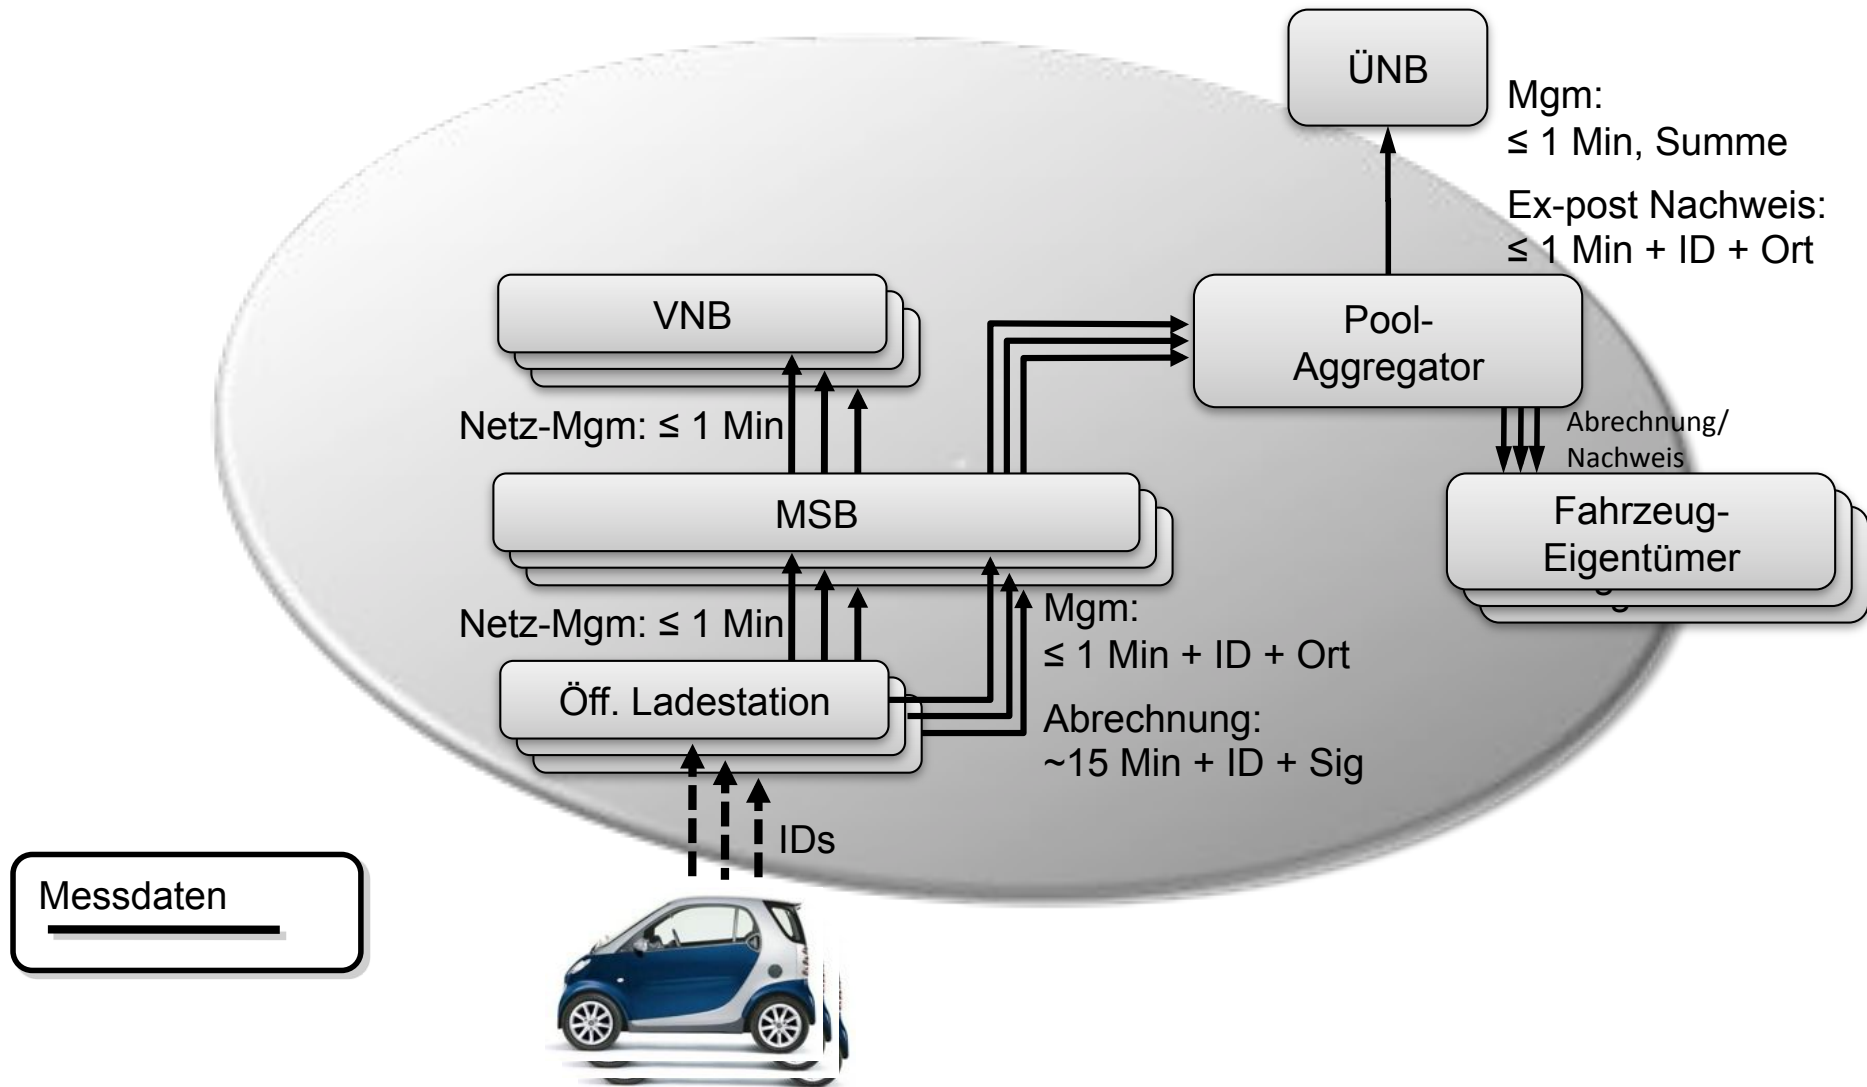 ÜNB
Mgm:
≤ 1 Min, Summe
Ex-post Nachweis:
≤ 1 Min + ID + Ort
VNB
Pool-
Aggregator
Netz-Mgm: ≤ 1 Min
Abrechnung/
Nachweis
MSB
Fahrzeug-
Eigentümer
Netz-Mgm: ≤ 1 Min
Mgm:
≤ 1 Min + ID + Ort
Öff. Ladestation
Abrechnung:
~15 Min + ID + Sig
IDs
Messdaten